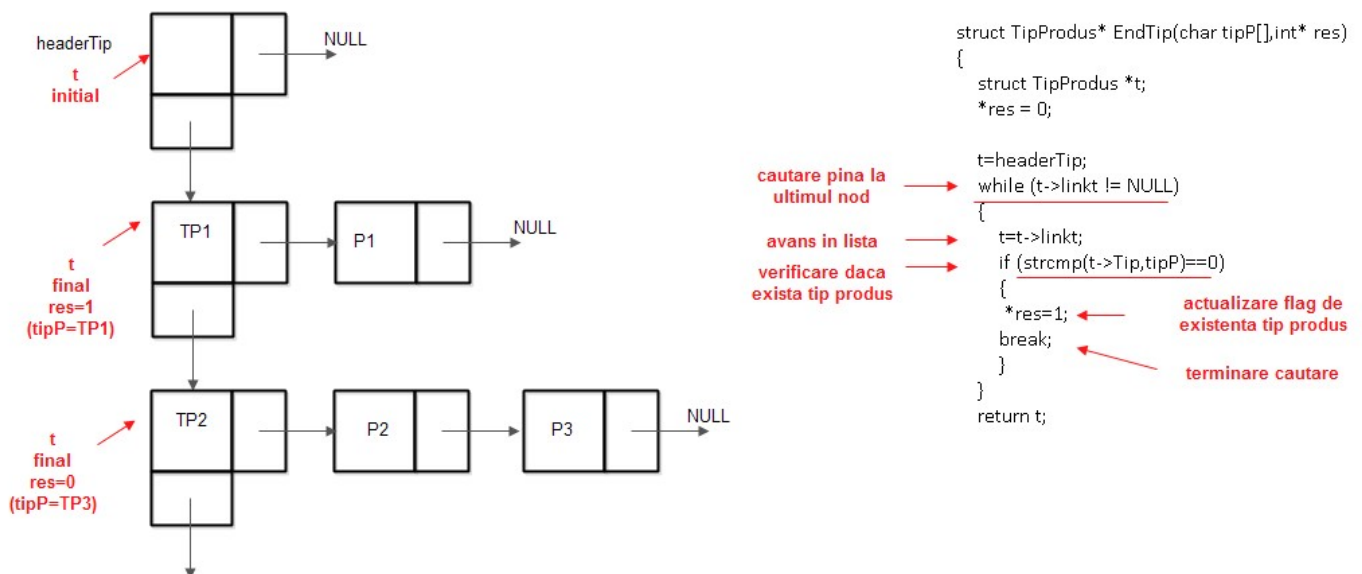 headerTip
NULL
t
initial
TP1
P1
NULL
t
final
res=1
(tipP=TP1)
TP2
P2
P3
NULL
t
final
res=0
(tipP=TP3)
struct TipProdus* EndTip(char tipP[],int* res)
{
struct TipProdus *t;
*res = 0;
t=headerTip;
cautare pina la
ultimul nod
while (t->linkt != NULL)
{
avans in lista
t=t->linkt;
verificare daca
exista tip produs
if (strcmp(t->Tip,tipP)==0)
{
*res=1;
actualizare flag de
existenta tip produs
break;
terminare cautare
}
}
return t;